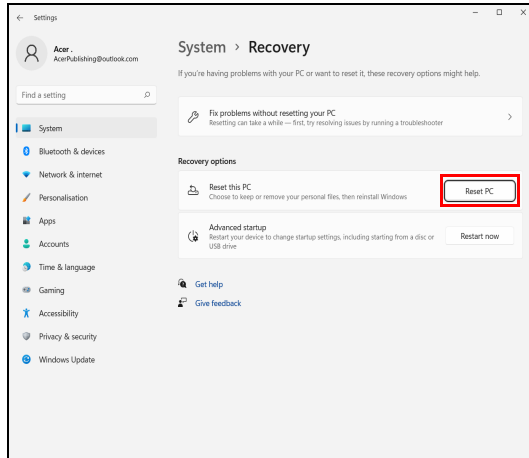 Settings
Acer .
AcerPublishing@outlook.com
Find a setting
System
Bluetooth & devices
Network & internet
Personalisation
Apps
Accounts
Time & language
Gaming
Accessibility
Privacy & security
Windows Update
System > Recovery
If you're having problems with your PC or want to reset it, these recovery options might help.
Fix problems without resetting your PC
Resetting can take a while — first, try resolving issues by running a troubleshooter
Recovery options
Reset this PC
Choose to keep or remove your personal files, then reinstall Windows
Reset PC
Advanced startup
Restart your device to change startup settings, including starting from a disc or
USB drive
Restart now
Get help
Give feedback